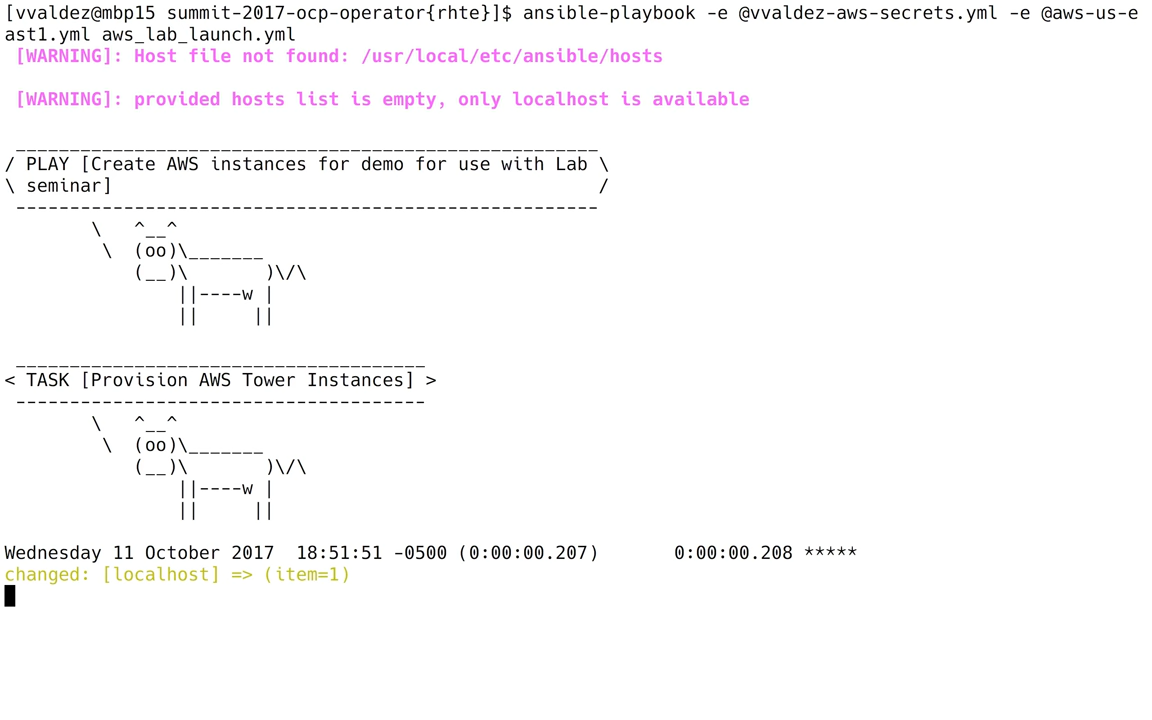 [vvaldez@mbp15 summit-2017-ocp-operator{rhte}]$ ansible-playbook -e @vvaldez-aws-secrets.yml -e @aws-us-e
ast1.yml aws_lab_launch.yml
 [WARNING]: Host file not found: /usr/local/etc/ansible/hosts

 [WARNING]: provided hosts list is empty, only localhost is available

 ______________________________________________________
/ PLAY [Create AWS instances for demo for use with Lab \
\ seminar]                                             /
 ------------------------------------------------------
        \   ^__^
         \  (oo)\_______
            (__)\       )\/\
                ||----w |
                ||     ||

 ______________________________________
< TASK [Provision AWS Tower Instances] >
 --------------------------------------
        \   ^__^
         \  (oo)\_______
            (__)\       )\/\
                ||----w |
                ||     ||

Wednesday 11 October 2017  18:51:51 -0500 (0:00:00.207)       0:00:00.208 *****
changed: [localhost] => (item=1)